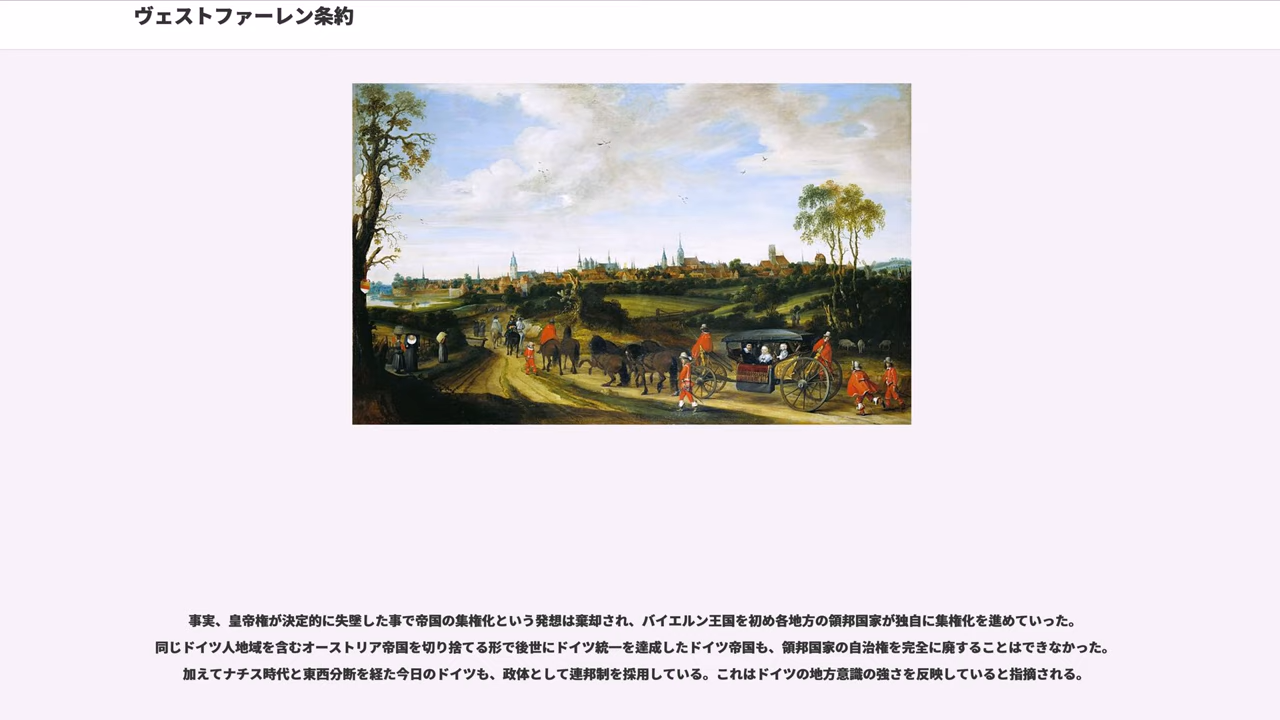 ヴェストファーレン条約
事実、皇帝権が決定的に失墜した事で帝国の集権化という発想は棄却され、バイエルン王国を初め各地方の領邦国家が独自に集権化を進めていった。
同じドイツ人地域を含むオーストリア帝国を切り捨てる形で後世にドイツ統一を達成したドイツ帝国も、領邦国家の自治権を完全に廃することはできなかった。
加えてナチス時代と東西分断を経た今日のドイツも、政体として連邦制を採用している。これはドイツの地方意識の強さを反映していると指摘される。